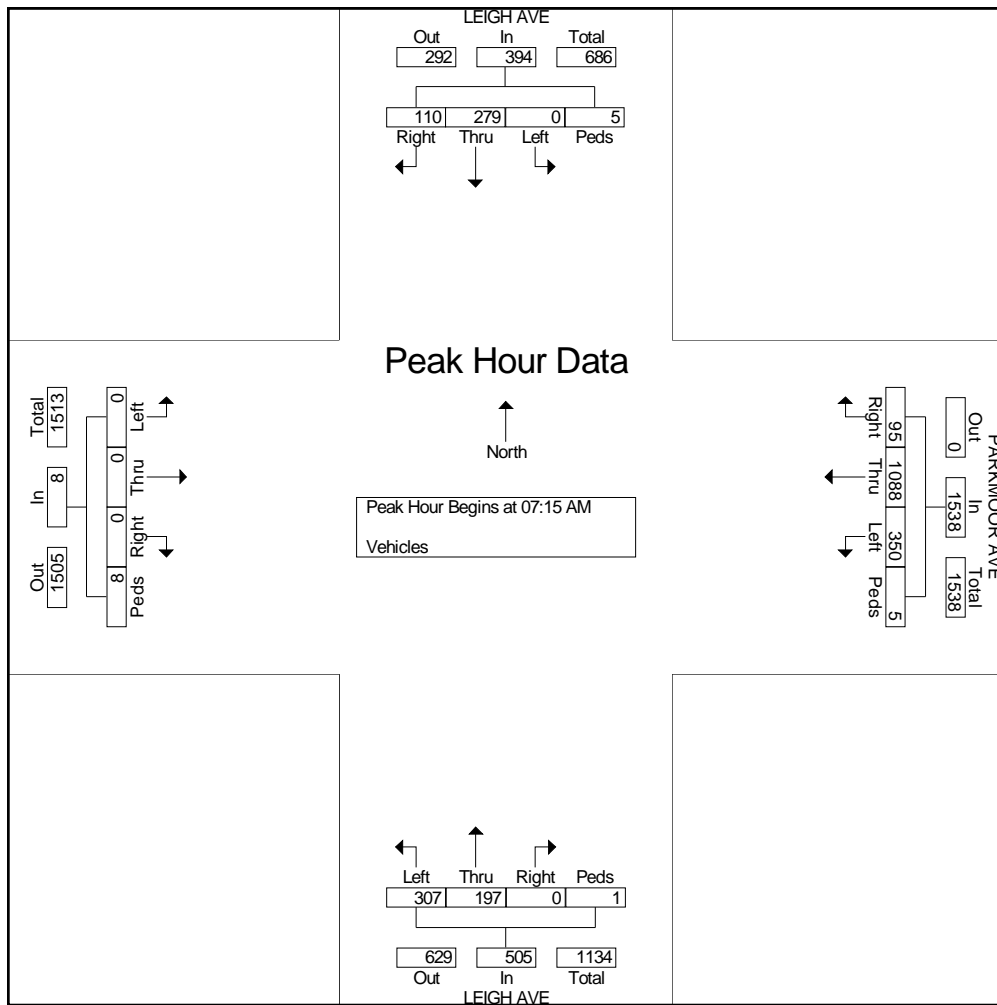 LEIGH AVE
Out In Total
292 394 686
110 279 0 5
Right Thru Left Peds
Peak Hour Data
North
Peak Hour Begins at 07:15 AM
Vehicles
Total In Out
1513 8 1505
0 0 0 8
Left Thru Right Peds
PARKMOUR AVE
Out In Total
0 1538 1538
95 1088 350 5
Right Thru Left Peds
Left Thru Right Peds
307 197 0 1
629 505 1134
Out In Total
LEIGH AVE